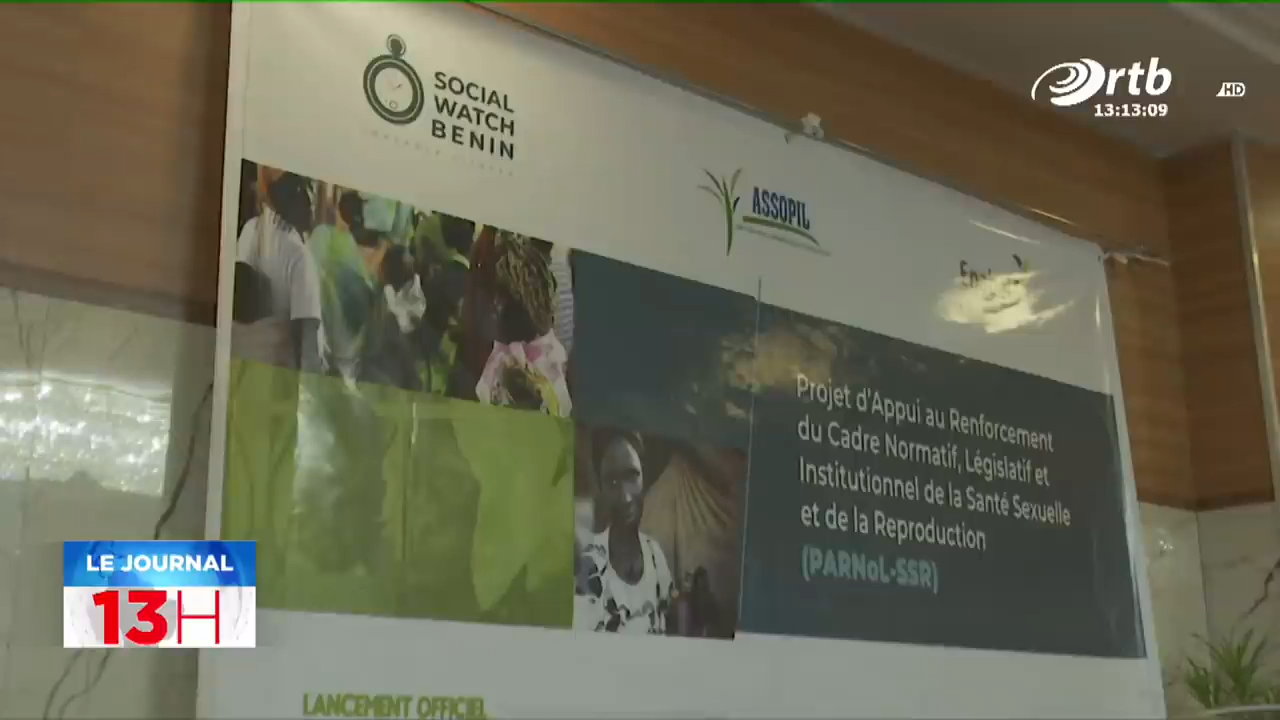 SOCIAL
WATCH
BENIN
ortb
HD
13:13:09
ASSOPIL
Projet d'Appui au Renforcement
du Cadre Normatif, Législatif et
Institutionnel de la Santé Sexuelle
et de la Reproduction
(PARNoL-SSR)
LE JOURNAL
13H
LANCEMENT OFFICIEL